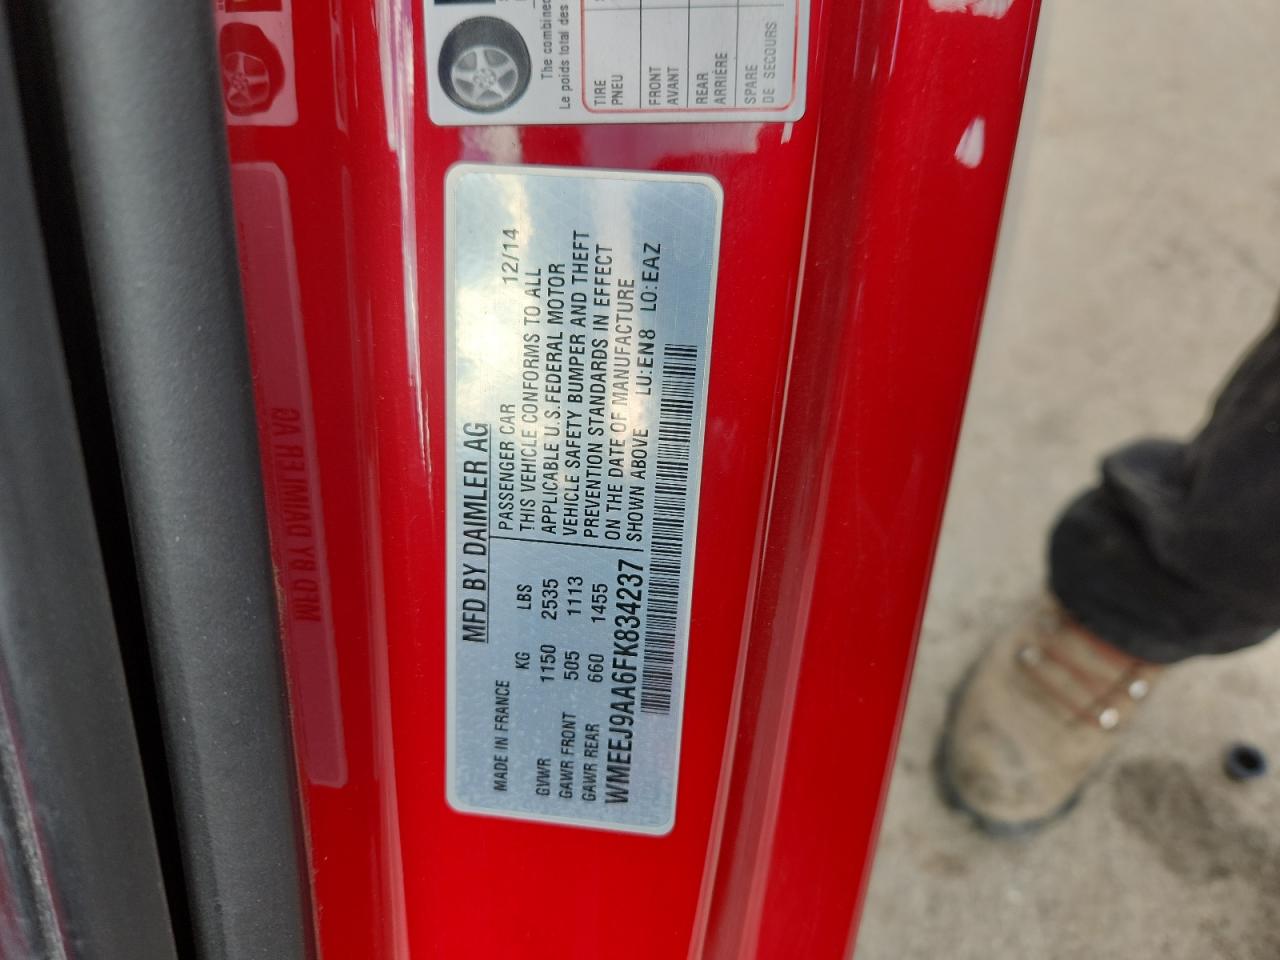 The combined
Le poids total des
TIRE
PNEU
FRONT
AVANT
REAR
ARRIÈRE
SPARE
DE SECOURS
MFD BY DAIMLER AG
MADE IN FRANCE
KG LBS
GVWR 1150 2535
GAWR FRONT 505 1113
GAWR REAR 660 1455
PASSENGER CAR 12/14
THIS VEHICLE CONFORMS TO ALL
APPLICABLE U.S. FEDERAL MOTOR
VEHICLE SAFETY BUMPER AND THEFT
PREVENTION STANDARDS IN EFFECT
ON THE DATE OF MANUFACTURE
SHOWN ABOVE LU: EN8 LO: EAZ
WMEEJ9AA6FK834237
MFD BY DAIMLER AG